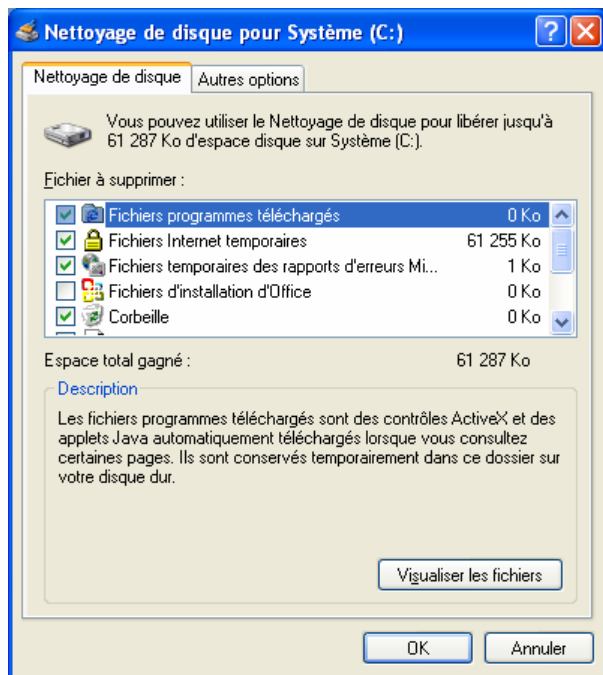 Nettoyage de disque pour Système (C:)
Nettoyage de disque
Autres options
Vous pouvez utiliser le Nettoyage de disque pour libérer jusqu'à
61 287 Ko d'espace disque sur Système (C:).
Fichier à supprimer :
Fichiers programmes téléchargés 0 Ko
Fichiers Internet temporaires 61 255 Ko
Fichiers temporaires des rapports d'erreurs Mi... 1 Ko
Fichiers d'installation d'Office 0 Ko
Corbeille 0 Ko
Espace total gagné : 61 287 Ko
Description
Les fichiers programmes téléchargés sont des contrôles ActiveX et des
applets Java automatiquement téléchargés lorsque vous consultez
certaines pages. Ils sont conservés temporairement dans ce dossier sur
votre disque dur.
Visualiser les fichiers
OK
Annuler